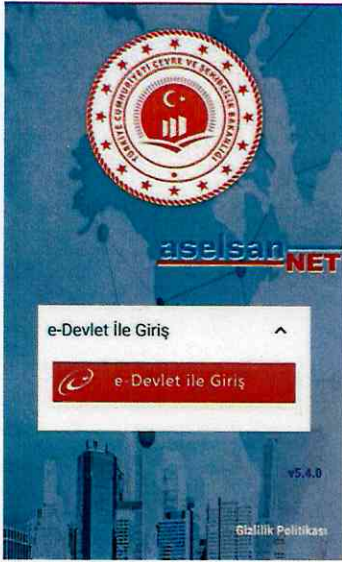 TÜRKİYE CUMHURİYETİ ÇEVRE VE ŞEHİRCİLİK BAKANLIĞI
aselsan
NET
e-Devlet İle Giriş
e-Devlet ile Giriş
v5.4.0
Gizlilik Politikası